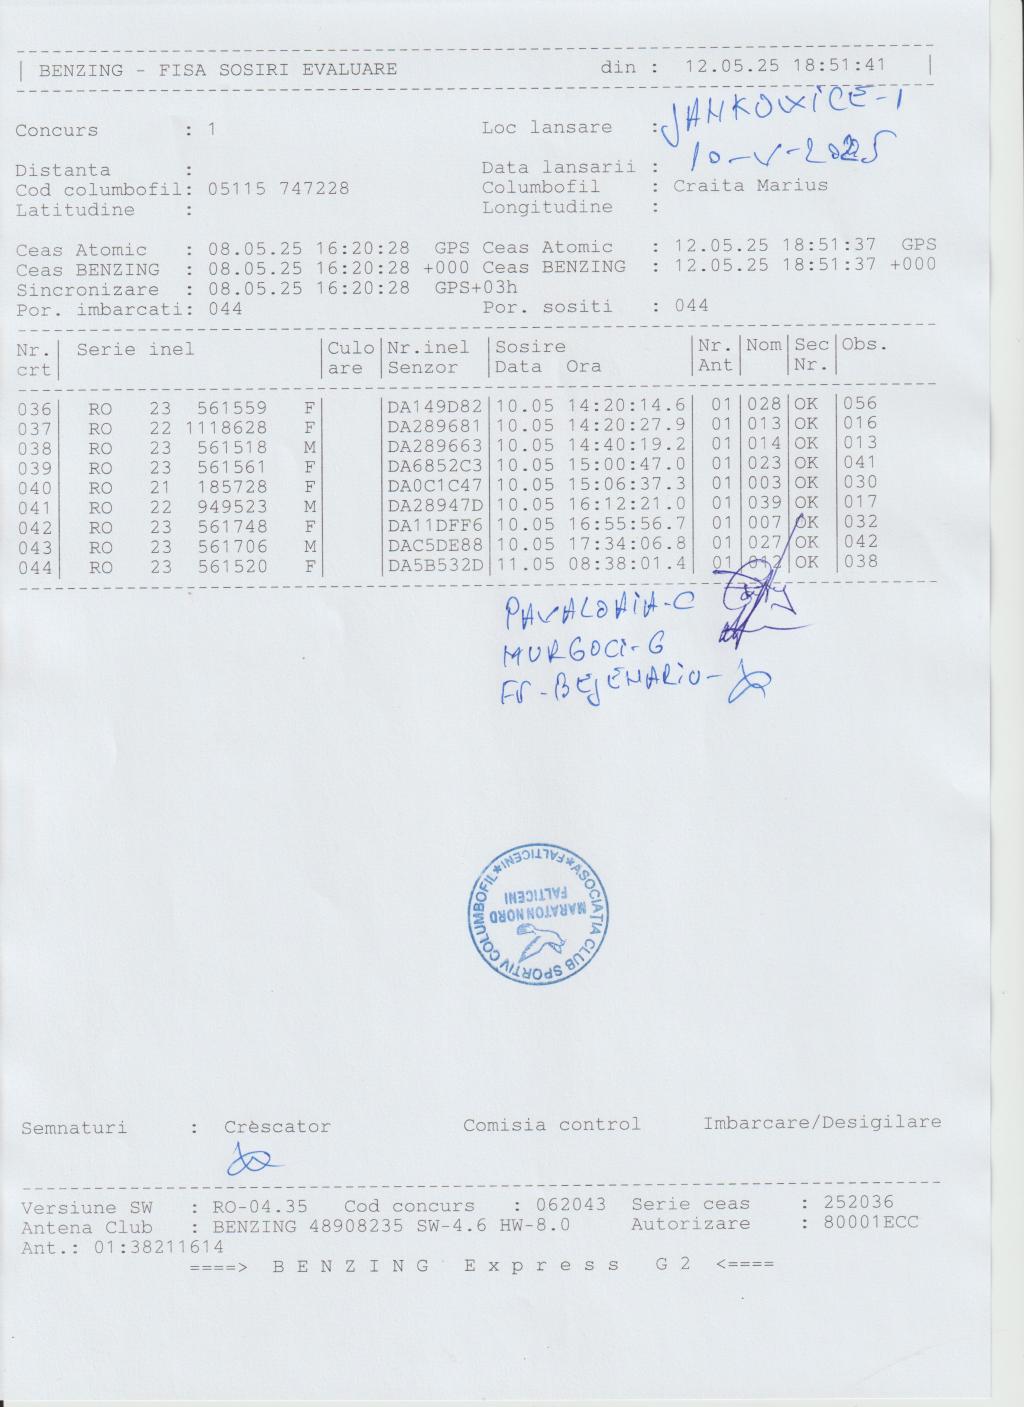 | BENZING - FISA SOSIRI EVALUARE din : 12.05.25 18:51:41 |
Concurs : 1 Loc lansare : JANKOWICE-1
Distanta : Data lansarii : 10-V-2025
Cod columbofil: 05115 747228 Columbofil : Craita Marius
Latitudine : Longitudine :
Ceas Atomic : 08.05.25 16:20:28 GPS Ceas Atomic : 12.05.25 18:51:37 GPS
Ceas BENZING : 08.05.25 16:20:28 +000 Ceas BENZING : 12.05.25 18:51:37 +000
Sincronizare : 08.05.25 16:20:28 GPS+03h
Por. imbarcati: 044 Por. sositi : 044
Nr.| Serie inel |Culo|Nr.inel |Sosire |Nr.|Nom|Sec|Obs.
crt| |are |Senzor |Data Ora |Ant| |Nr.|
036| RO 23 561559 F| |DA149D82|10.05 14:20:14.6| 01|028|OK |056
037| RO 22 1118628 F| |DA289681|10.05 14:20:27.9| 01|013|OK |016
038| RO 23 561518 M| |DA289663|10.05 14:40:19.2| 01|014|OK |013
039| RO 23 561561 F| |DA6852C3|10.05 15:00:47.0| 01|023|OK |041
040| RO 21 185728 F| |DA0C1C47|10.05 15:06:37.3| 01|003|OK |030
041| RO 22 949523 M| |DA28947D|10.05 16:12:21.0| 01|039|OK |017
042| RO 23 561748 F| |DA11DFF6|10.05 16:55:56.7| 01|007|OK |032
043| RO 23 561706 M| |DAC5DE88|10.05 17:34:06.8| 01|027|OK |042
044| RO 23 561520 F| |DA5B532D|11.05 08:38:01.4| 01|012|OK |038
PAVALOAIA-C
MURGOCI-G
FS-BEJENARIU-
ASOCIATIA CLUB SPORTIV COLUMBOFIL*FALTICENI*
MARATON NORD
FALTICENI
Semnaturi : Crescator Comisia control Imbarcare/Desigilare
Versiune SW : RO-04.35 Cod concurs : 062043 Serie ceas : 252036
Antena Club : BENZING 48908235 SW-4.6 HW-8.0 Autorizare : 80001ECC
Ant.: 01:38211614
====> B E N Z I N G E x p r e s s G 2 <====